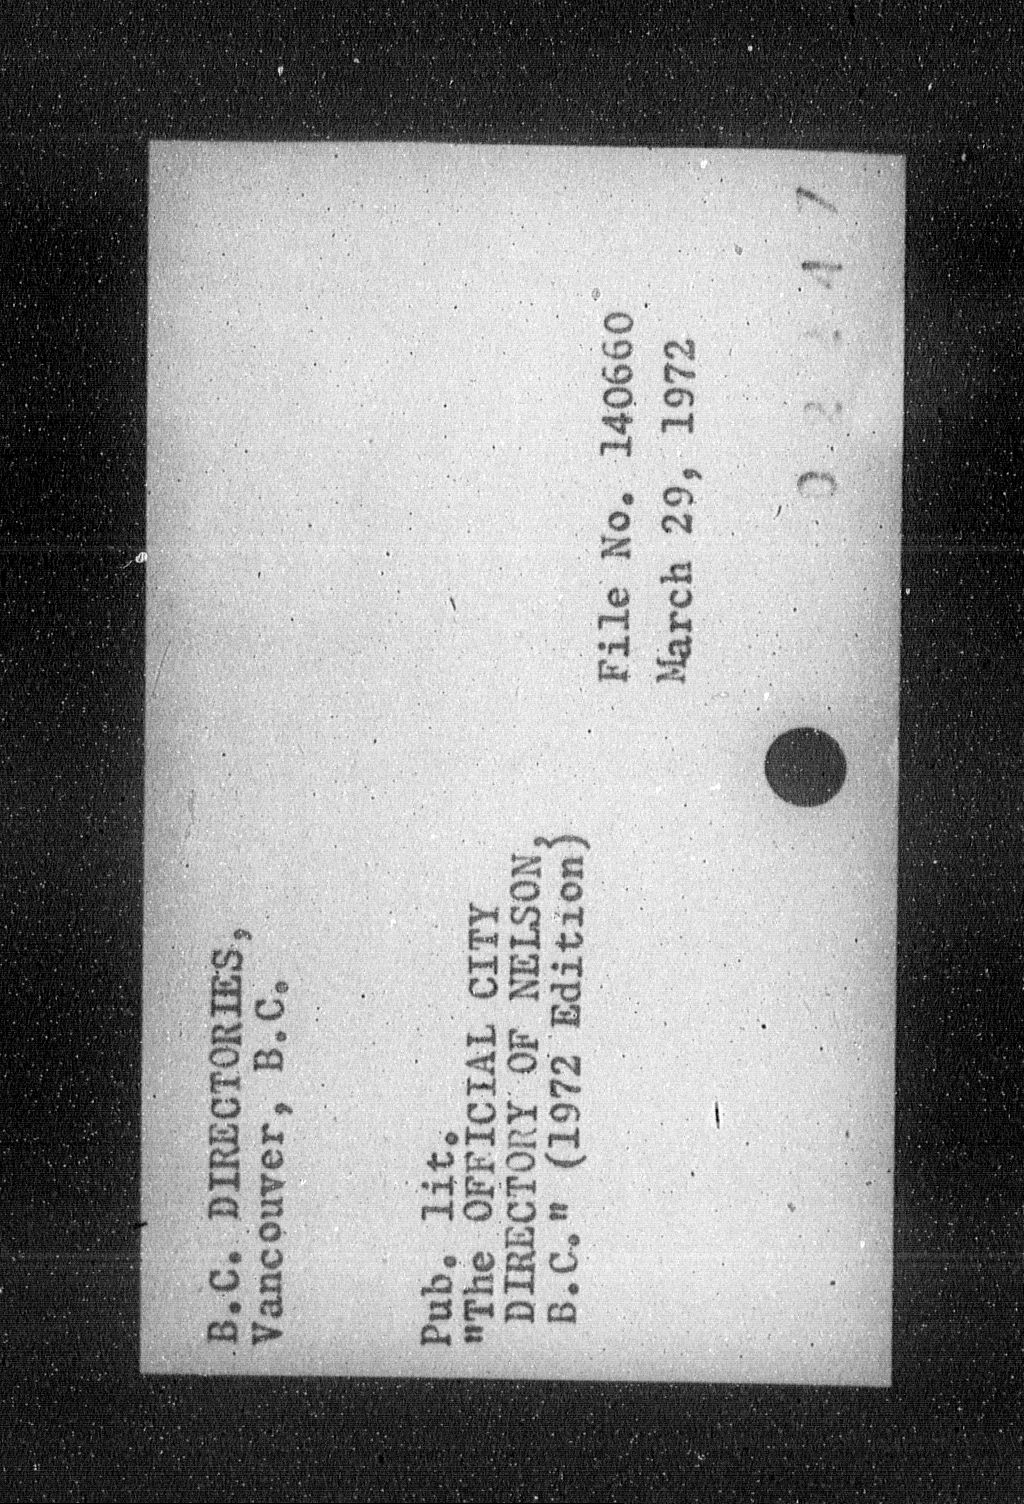 B.C. DIRECTORIES,
Vancouver, B.C.
Pub. lit.
"The OFFICIAL CITY
DIRECTORY OF NELSON,
B.C." (1972 Edition)
File No. 140660
March 29, 1972